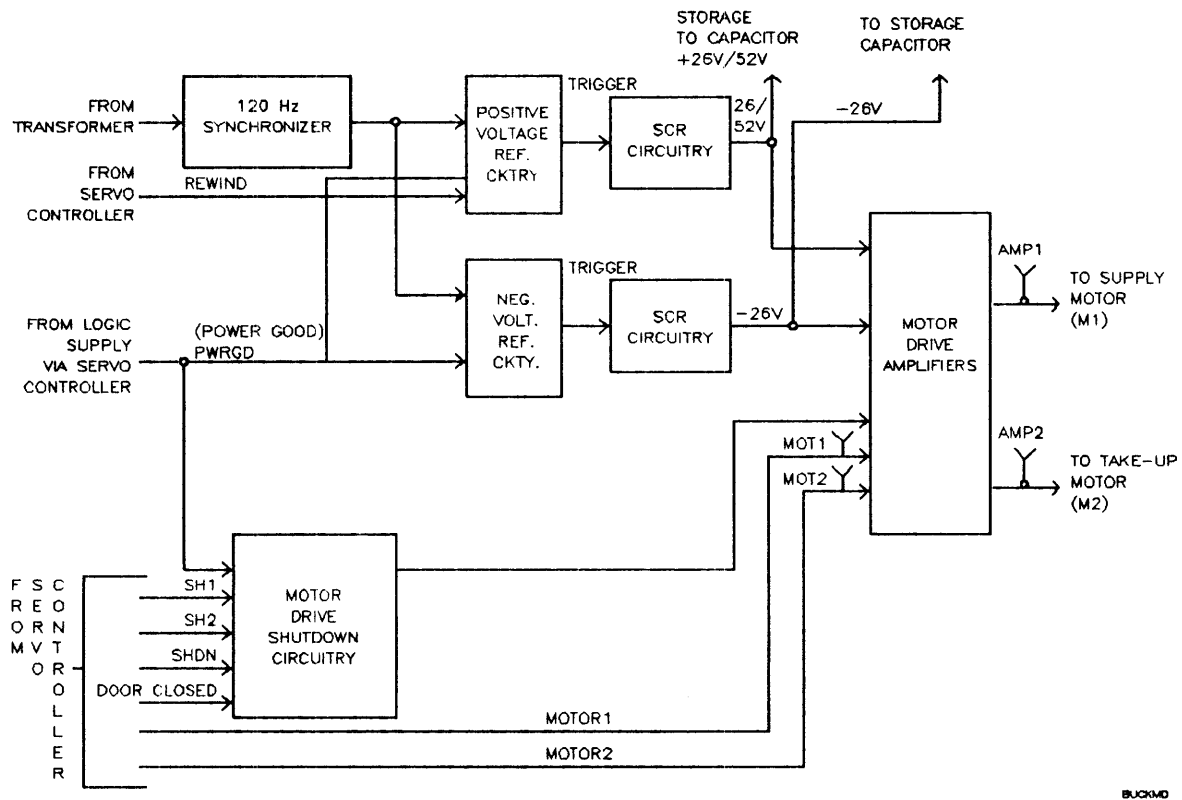 STORAGE
TO CAPACITOR
+26V/52V
TO STORAGE
CAPACITOR
FROM
TRANSFORMER
120 Hz
SYNCHRONIZER
POSITIVE
VOLTAGE
REF.
CKTRY
TRIGGER
SCR
CIRCUITRY
26/
52V
-26V
FROM
SERVO
CONTROLLER
REWIND
NEG.
VOLT.
REF.
CKTY.
TRIGGER
SCR
CIRCUITRY
-26V
MOTOR
DRIVE
AMPLIFIERS
AMP1
TO SUPPLY
MOTOR
(M1)
FROM LOGIC
SUPPLY
VIA SERVO
CONTROLLER
(POWER GOOD)
PWRGD
MOT1
MOT2
AMP2
TO TAKE-UP
MOTOR
(M2)
FROM
SERVO
CONTROLLER
SH1
SH2
SHDN
DOOR CLOSED
MOTOR
DRIVE
SHUTDOWN
CIRCUITRY
MOTOR1
MOTOR2
BUCKMD